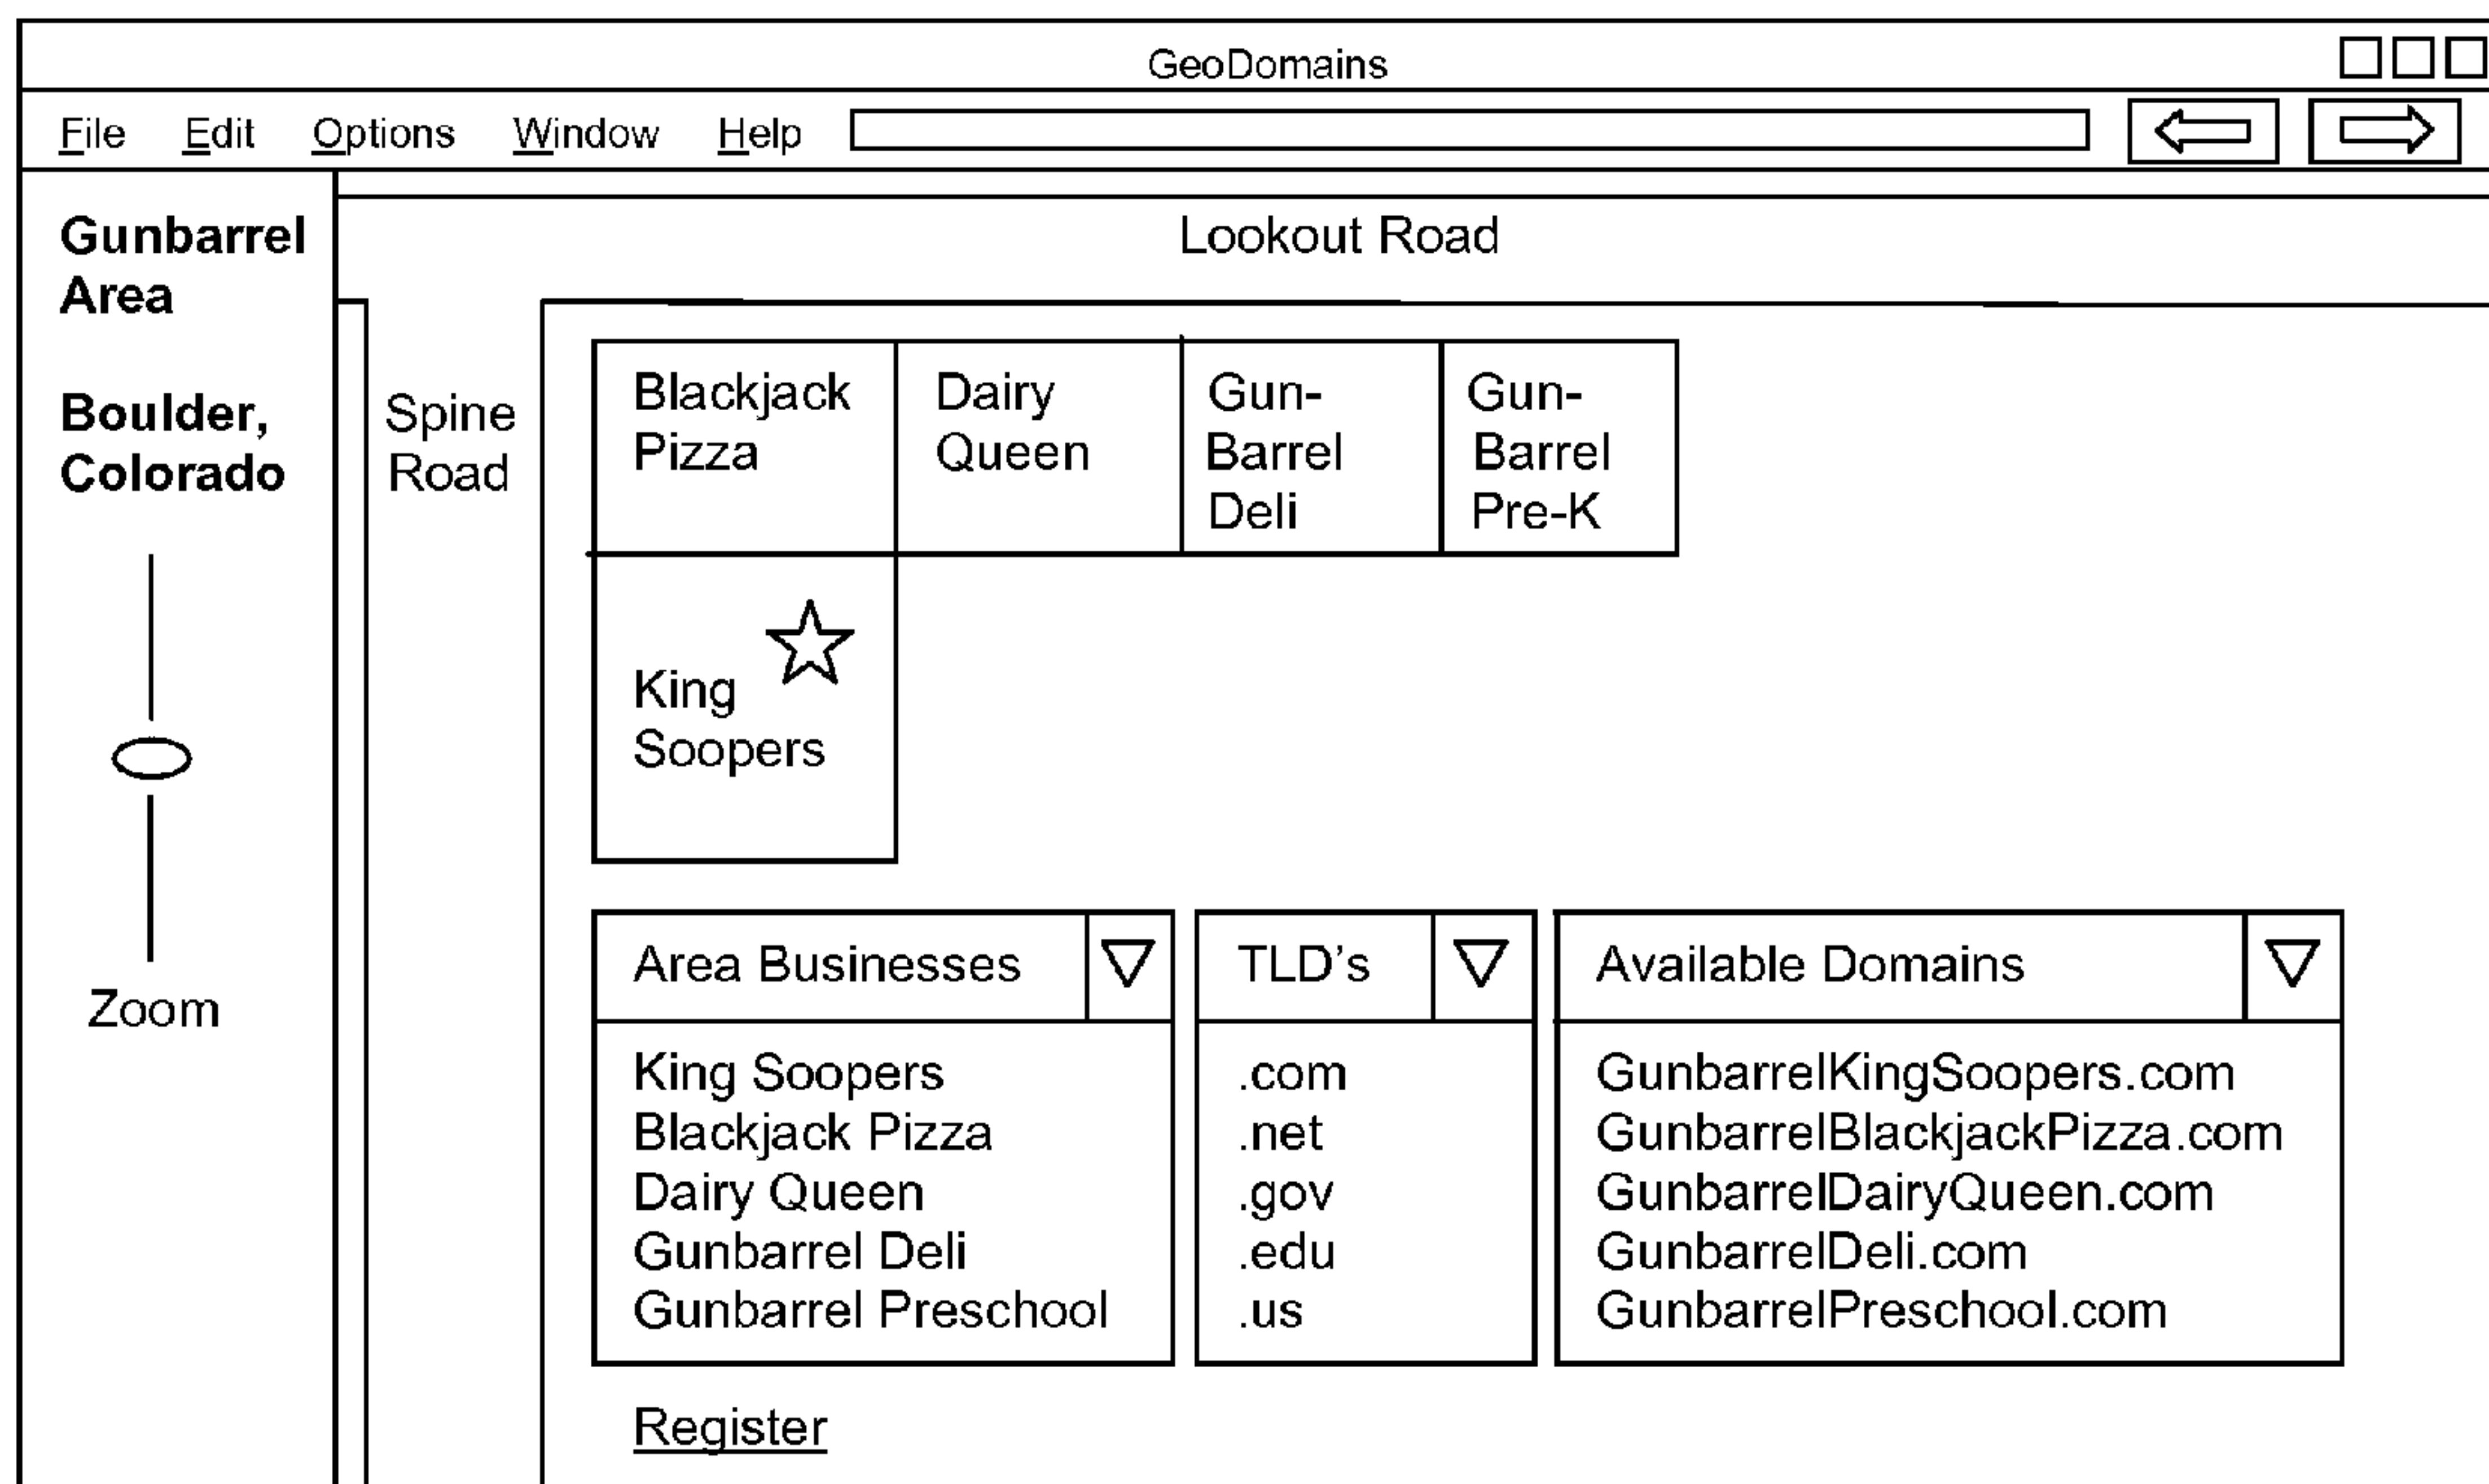 GeoDomains
File Edit Options Window Help
Gunbarrel
Area
Boulder,
Colorado
Zoom
Lookout Road
Spine
Road
Blackjack
Pizza
Dairy
Queen
Gun-
Barrel
Deli
Gun-
Barrel
Pre-K
King
Soopers
Area Businesses
King Soopers
Blackjack Pizza
Dairy Queen
Gunbarrel Deli
Gunbarrel Preschool
TLD's
.com
.net
.gov
.edu
.us
Available Domains
GunbarrelKingSoopers.com
GunbarrelBlackjackPizza.com
GunbarrelDairyQueen.com
GunbarrelDeli.com
GunbarrelPreschool.com
Register